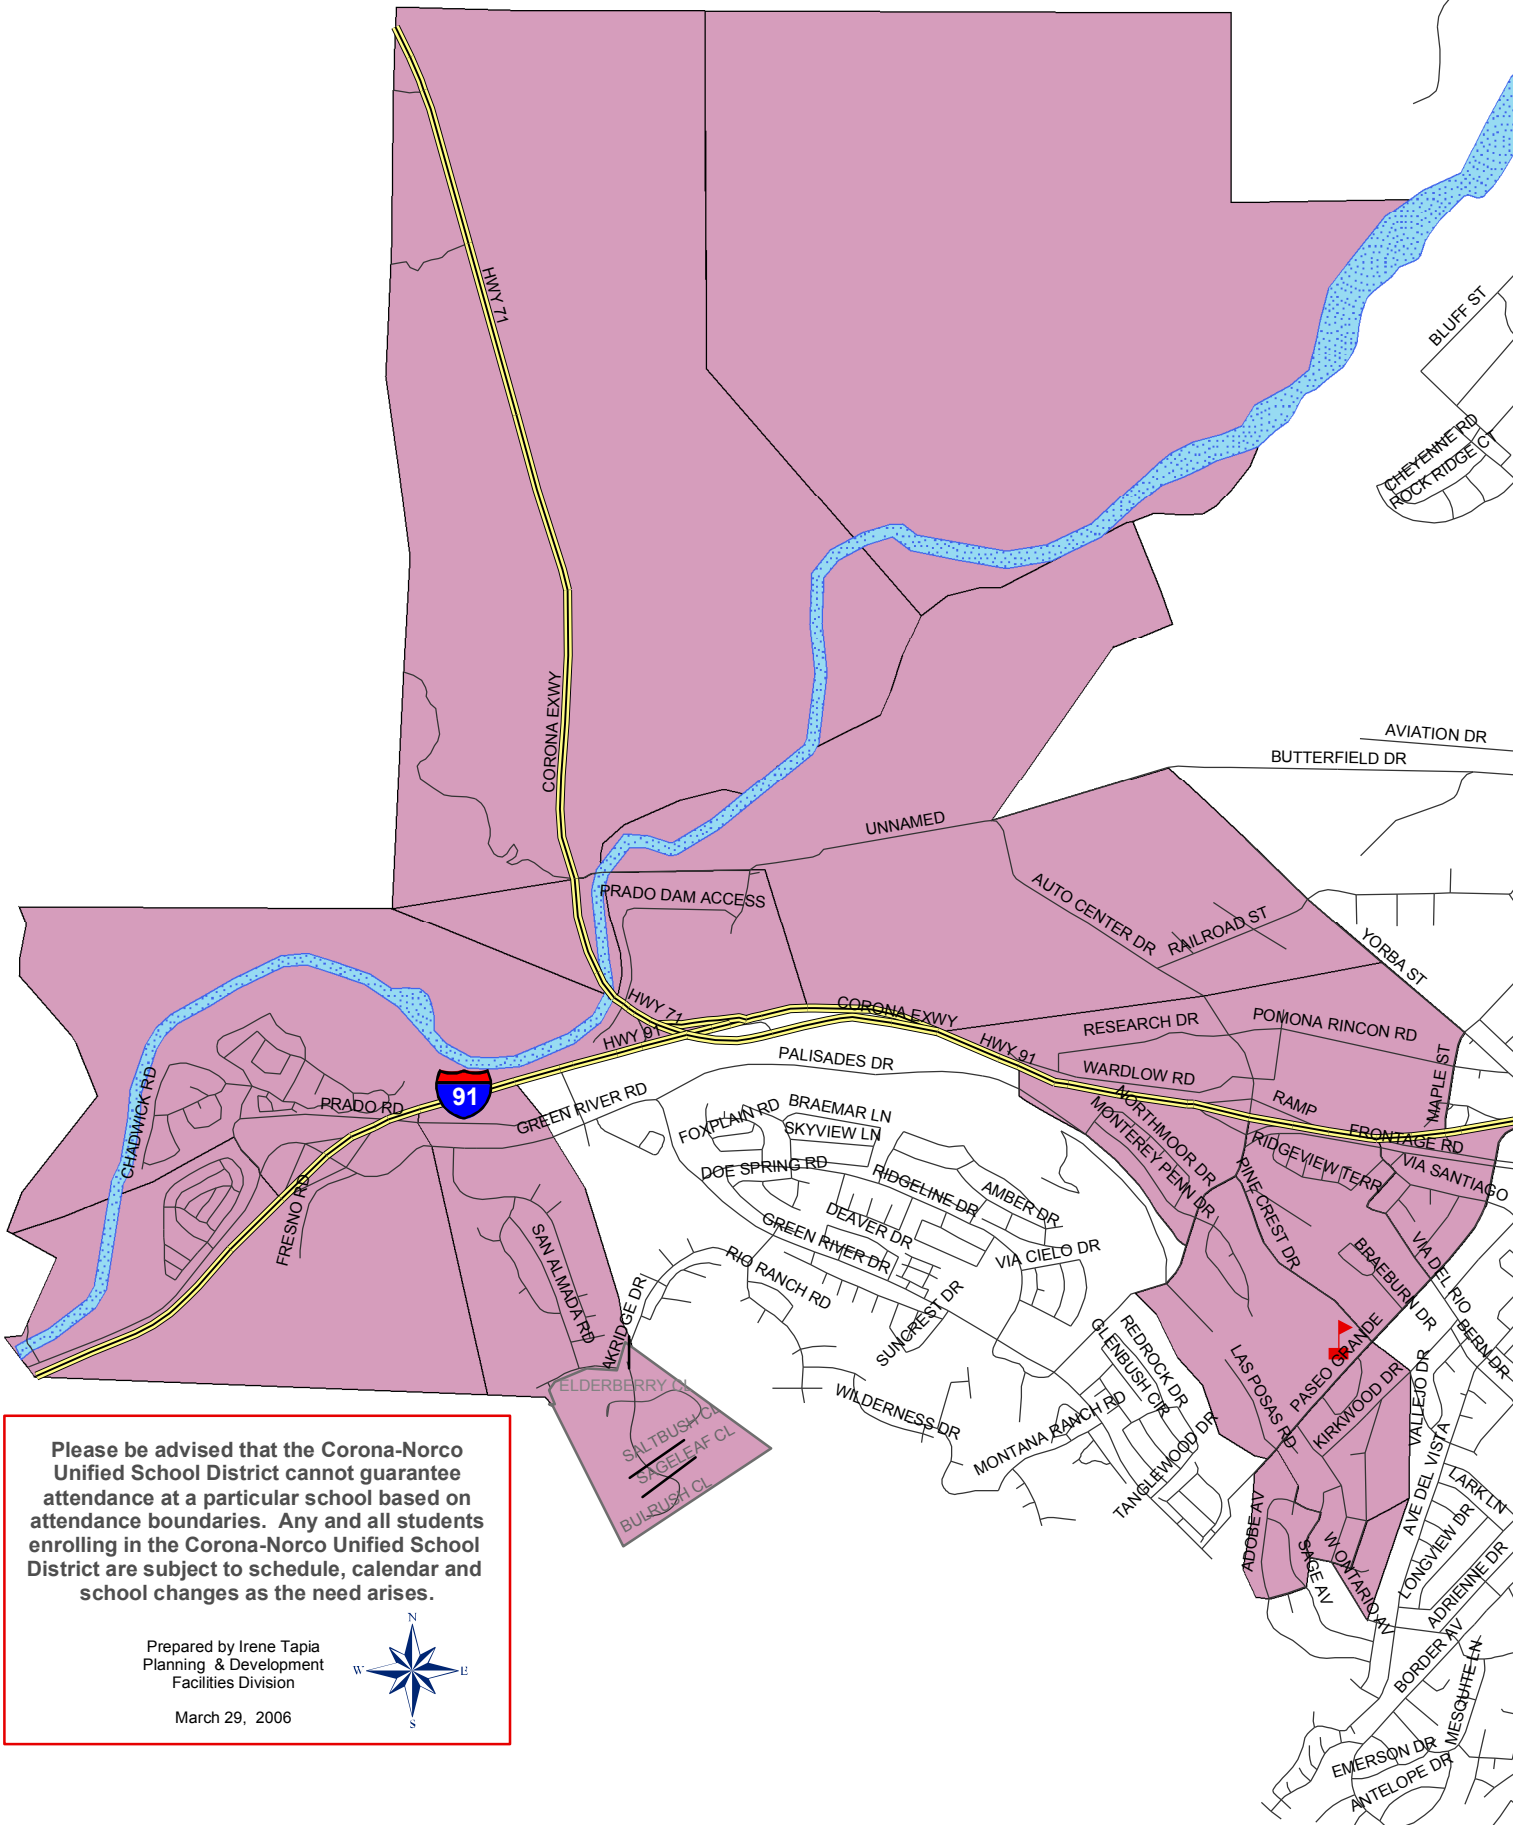 HWY 71
BLUFF ST
CHEYENNE RD
ROCK RIDGE CT
CORONA EXWY
AVIATION DR
BUTTERFIELD DR
UNNAMED
PRADO DAM ACCESS
AUTO CENTER DR
RAILROAD ST
YORBA ST
HWY 71
HWY 91
CORONA EXWY
HWY 91
RESEARCH DR
POMONA RINCON RD
PALISADES DR
WARDLOW RD
MAPLE ST
RAMP
FRONTAGE RD
91
CHADWICK RD
PRADO RD
GREEN RIVER RD
FOXPLAIN RD
BRAEMAR LN
SKYVIEW LN
NORTHMOOR DR
MONTEREY PENN DR
RIDGEVIEW TERR
VIA SANTIAGO
DOE SPRING RD
RIDGELINE DR
AMBER DR
PINE CREST DR
FRESNO RD
SAN ALMADA RD
DEAVER DR
GREEN RIVER DR
VIA CIELO DR
RIO RANCH RD
SUNCREST DR
BRAEBURN DR
VIA DEL RIO
BERN DR
AKRIDGE DR
REDROCK DR
GLENBUSH CIR
LAS POSAS RD
PASEO GRANDE
KIRKWOOD DR
VALLEJO DR
ELDERBERRY CL
SALTBUSH CL
SAGELEAF CL
BULRUSH CL
WILDERNESS DR
MONTANA RANCH RD
TANGLEWOOD DR
AVE DEL VISTA
LARK LN
LONGVIEW DR
ADOBE AV
SAGE AV
W ONTARIO AV
ADRIENNE DR
BORDER AV
MESQUITE LN
EMERSON DR
ANTELOPE DR
Please be advised that the Corona-Norco
Unified School District cannot guarantee
attendance at a particular school based on
attendance boundaries.  Any and all students
enrolling in the Corona-Norco Unified School
District are subject to schedule, calendar and
school changes as the need arises.
Prepared by Irene Tapia
Planning & Development
Facilities Division
March 29, 2006
N
W
E
S